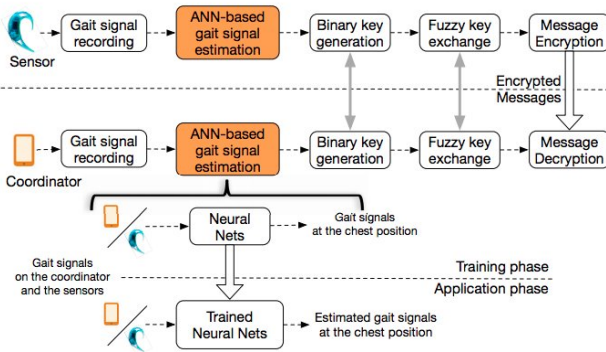 Gait signal
recording
ANN-based
gait signal
estimation
Binary key
generation
Fuzzy key
exchange
Message
Encryption
Sensor
Encrypted
Messages
Gait signal
recording
ANN-based
gait signal
estimation
Binary key
generation
Fuzzy key
exchange
Message
Decryption
Coordinator
Neural
Nets
Gait signals
at the chest position
Gait signals
on the coordinator
and the sensors
Training phase
Application phase
Trained
Neural Nets
Estimated gait signals
at the chest position